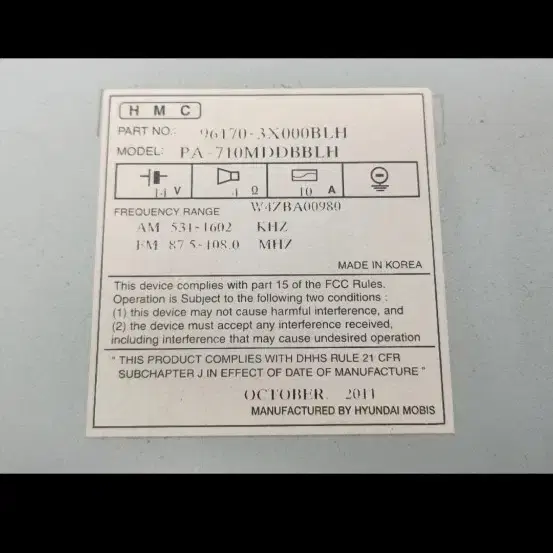 HMC
PART NO.: 96170-3X000BLH
MODEL: PA-710MDDBBLH
14 V 4 Ω 10 A
W4ZBA00980
FREQUENCY RANGE
AM 531-1602 KHZ
FM 87.5-108.0 MHZ
MADE IN KOREA
This device complies with part 15 of the FCC Rules.
Operation is Subject to the following two conditions :
(1) this device may not cause harmful interference, and
(2) the device must accept any interference received,
including interference that may cause undesired operation
" THIS PRODUCT COMPLIES WITH DHHS RULE 21 CFR
SUBCHAPTER J IN EFFECT OF DATE OF MANUFACTURE "
OCTOBER. 2011
MANUFACTURED BY HYUNDAI MOBIS